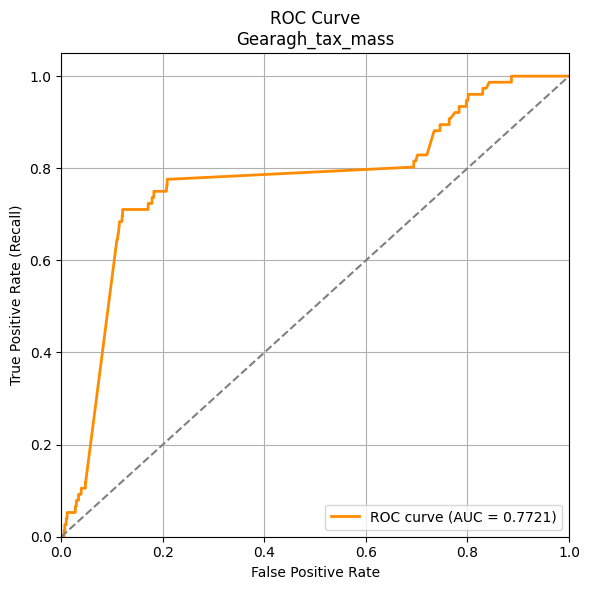 ROC Curve
Gearagh_tax_mass
True Positive Rate (Recall)
1.0
0.8
0.6
0.4
0.2
0.0
0.0 0.2 0.4 0.6 0.8 1.0
False Positive Rate
ROC curve (AUC = 0.7721)